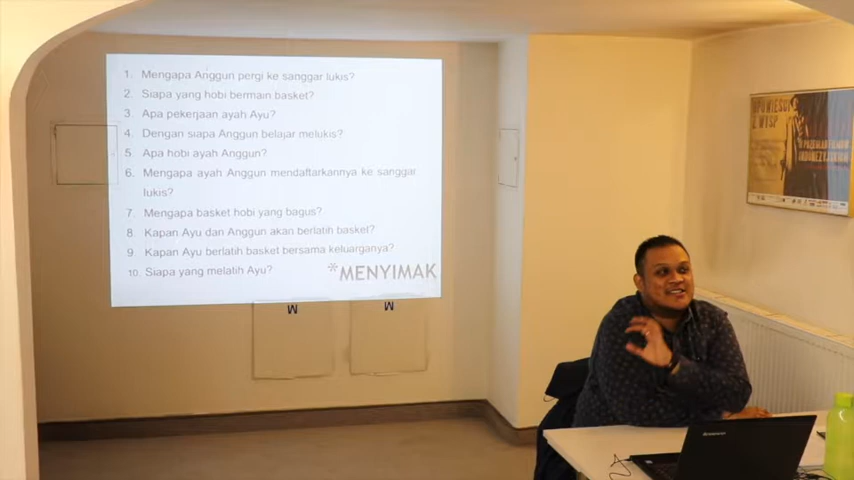 1. Mengapa Anggun pergi ke sanggar lukis?
2. Siapa yang hobi bermain basket?
3. Apa pekerjaan ayah Ayu?
4. Dengan siapa Anggun belajar melukis?
5. Apa hobi ayah Anggun?
6. Mengapa ayah Anggun mendaftarkannya ke sanggar
lukis?
7. Mengapa basket hobi yang bagus?
8. Kapan Ayu dan Anggun akan berlatih basket?
9. Kapan Ayu berlatih basket bersama keluarganya?
10. Siapa yang melatih Ayu?
*MENYIMAK
OPOWIEŚCI
Z WYSP
lenovo